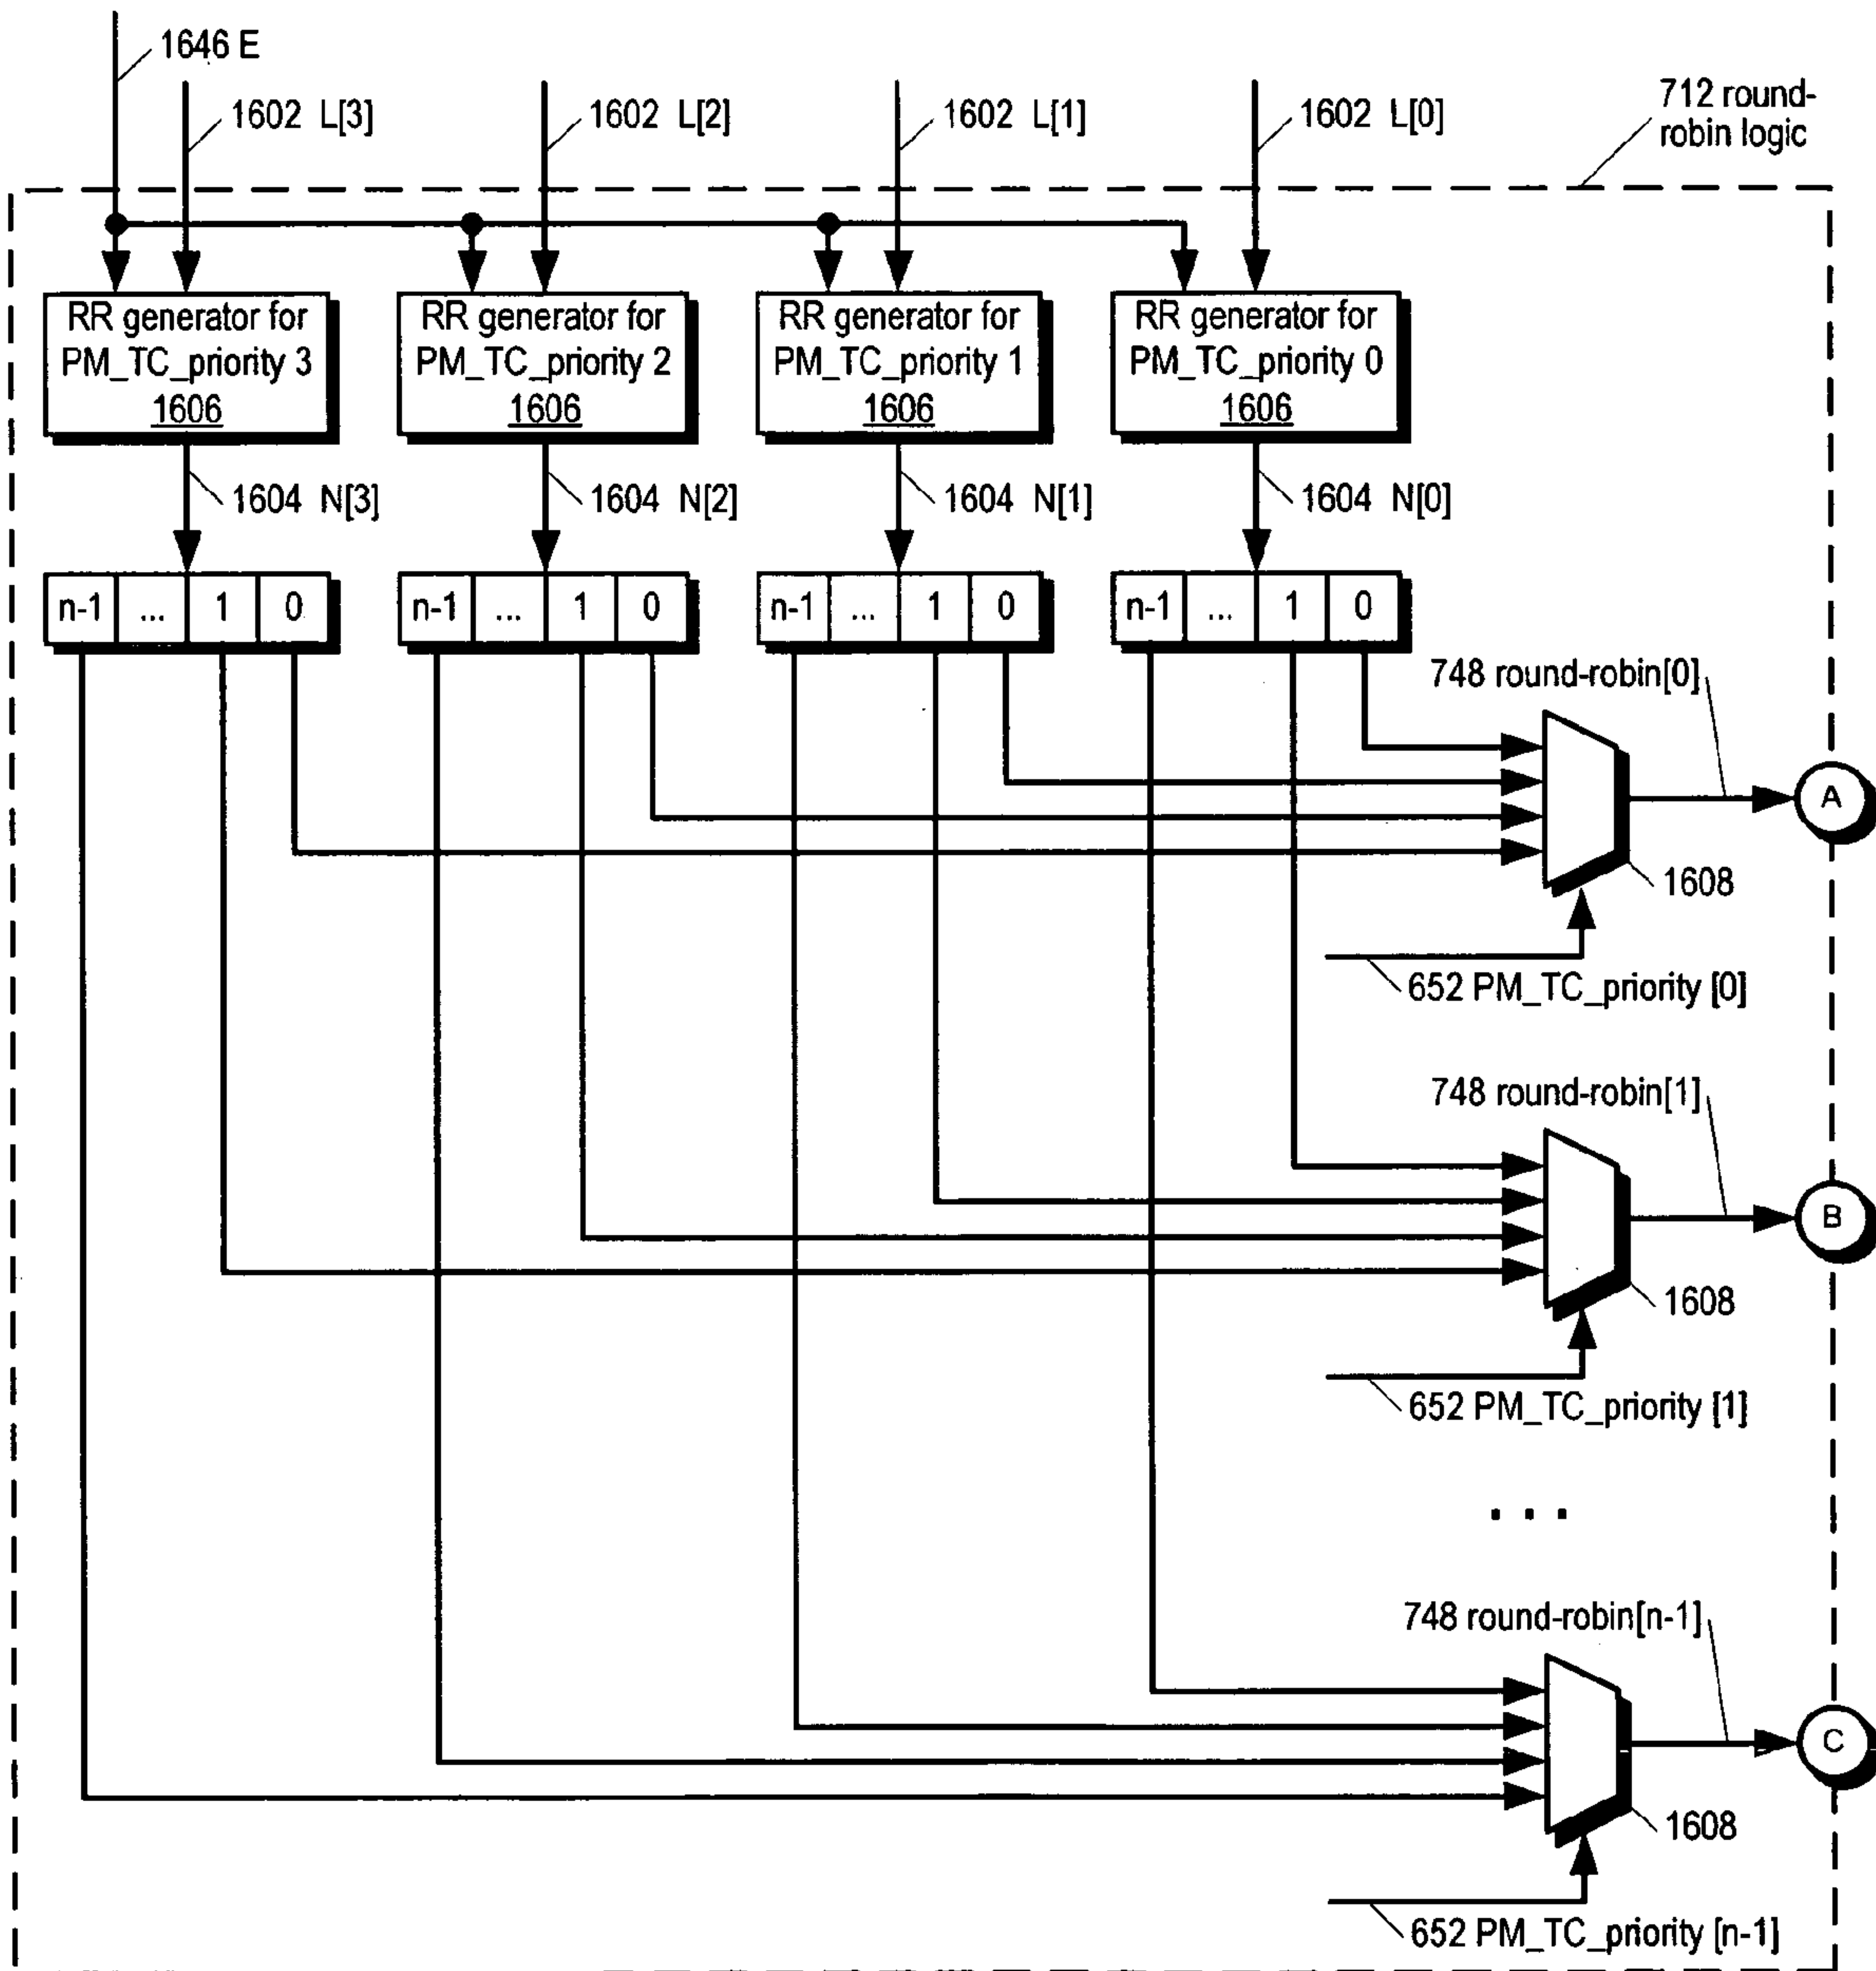 1646 E
1602 L[3]
1602 L[2]
1602 L[1]
1602 L[0]
712 round-
robin logic
RR generator for
PM_TC_priority 3
1606
RR generator for
PM_TC_priority 2
1606
RR generator for
PM_TC_priority 1
1606
RR generator for
PM_TC_priority 0
1606
1604 N[3]
1604 N[2]
1604 N[1]
1604 N[0]
n-1 ... 1 0
n-1 ... 1 0
n-1 ... 1 0
n-1 ... 1 0
748 round-robin[0]
A
1608
652 PM_TC_priority [0]
748 round-robin[1]
B
1608
652 PM_TC_priority [1]
...
748 round-robin[n-1]
C
1608
652 PM_TC_priority [n-1]